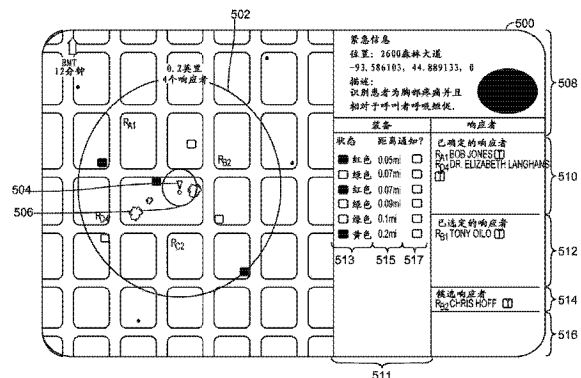 502
500
BMT
12分钟
0.2英里
4个响应者
RA1
RB2
504
506
RD4
RC2
紧急信息
位置: 2600森林大道
-93.586103, 44.889133, 0
描述:
识别患者为胸部疼痛并且
相对于呼叫者呼吸短促.
508
装备
响应者
状态 距离通知?
红色 0.05mi
绿色 0.07mi
红色 0.07mi
绿色 0.09mi
绿色 0.1mi
黄色 0.2mi
513 515 517
511
已确定的响应者
RA1 BOB JONES
RD4 DR. ELIZABETH LANGHANS
510
已选定的响应者
RB1 TONY OILO
512
候选响应者
RB2 CHRIS HOFF
514
516